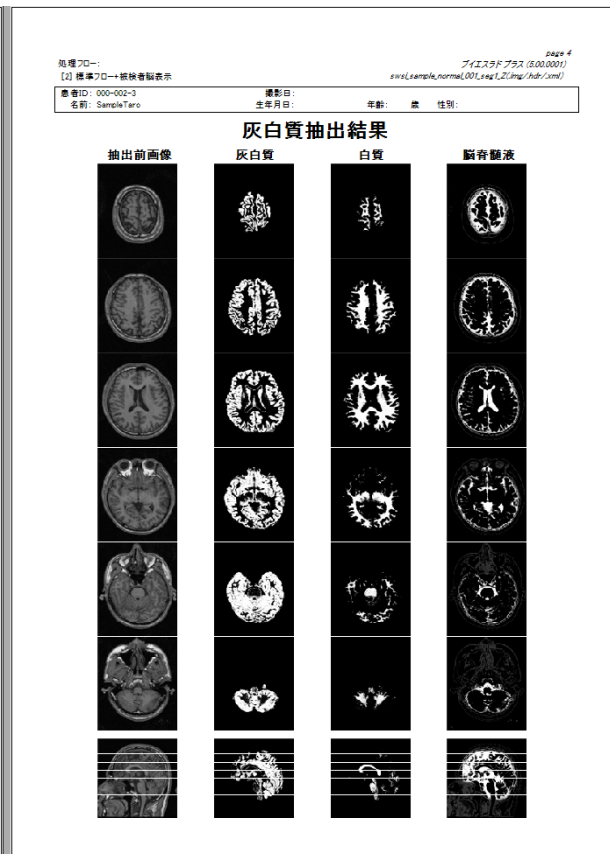 page 4
処理フロー: ブイエスラド プラス (5.00.0001)
[2] 標準フロー+被検者脳表示 swsl_sample_normal_001_seg1_Z(.img/.hdr/.xml)
患者ID: 000-002-3 撮影日:
名前: SampleTaro 生年月日: 年齢: 歳 性別:
灰白質抽出結果
抽出前画像 灰白質 白質 脳脊髄液